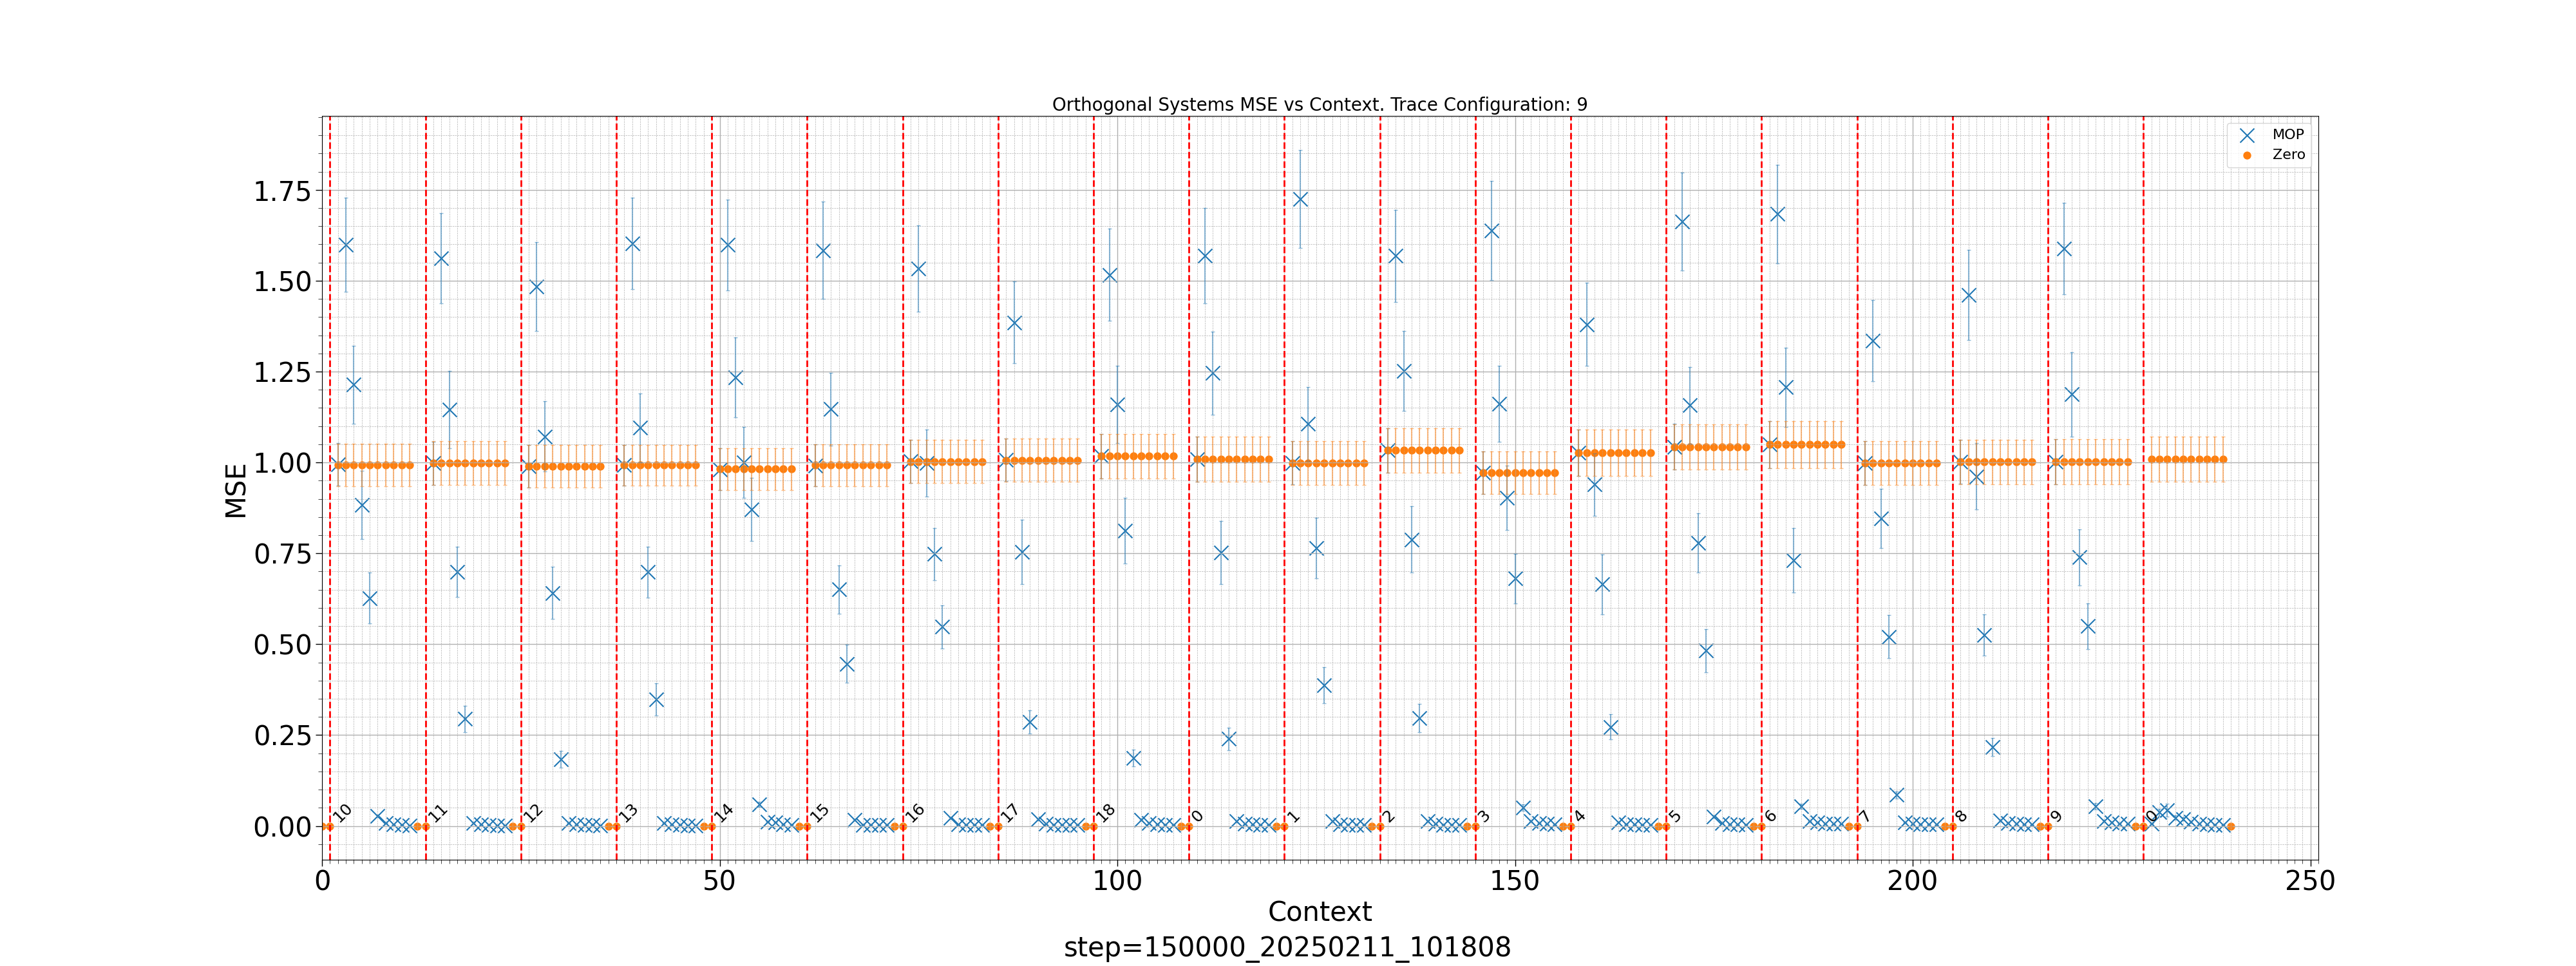 Orthogonal Systems MSE vs Context. Trace Configuration: 9
MOP
Zero
1.75
1.50
1.25
1.00
0.75
0.50
0.25
0.00
MSE
10 11 12 13 14 15 16 17 18 0 1 2 3 4 5 6 7 8 9 0
0 50 100 150 200 250
Context
step=150000_20250211_101808